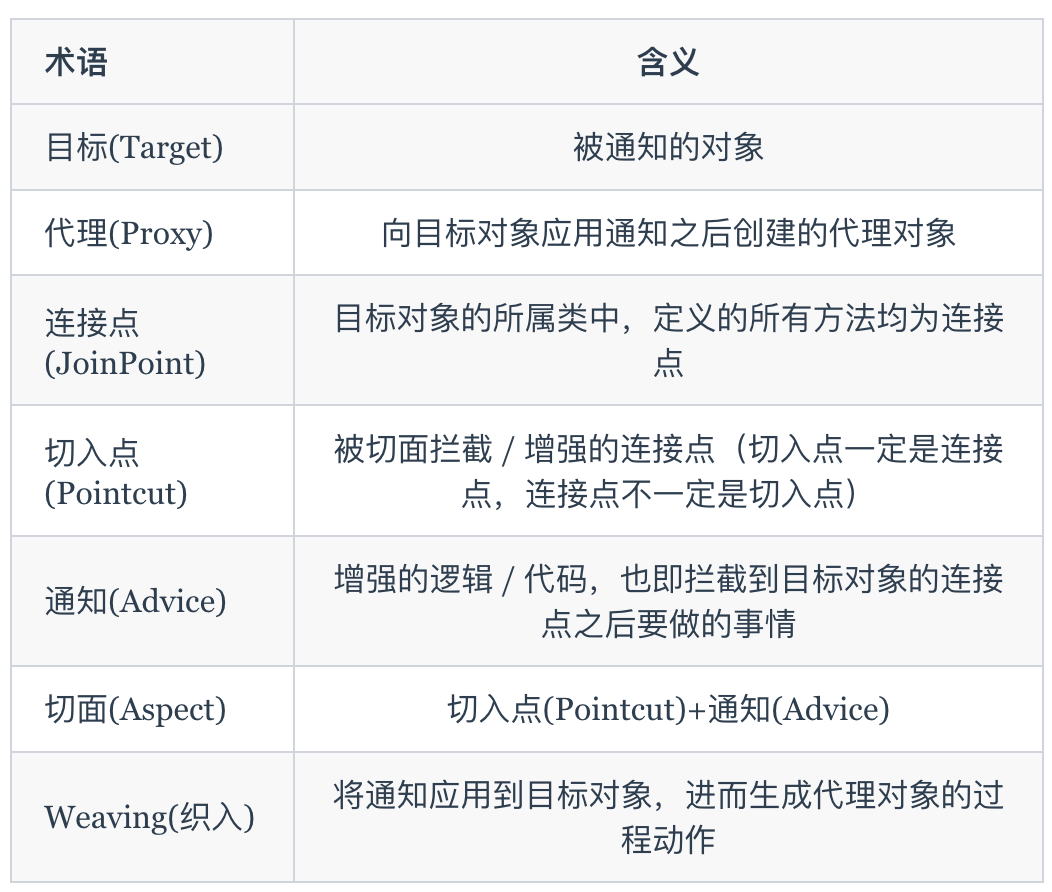 术语
含义
目标(Target)
被通知的对象
代理(Proxy)
向目标对象应用通知之后创建的代理对象
连接点
(JoinPoint)
目标对象的所属类中，定义的所有方法均为连接
点
切入点
(Pointcut)
被切面拦截 / 增强的连接点（切入点一定是连接
点，连接点不一定是切入点）
通知(Advice)
增强的逻辑 / 代码，也即拦截到目标对象的连接
点之后要做的事情
切面(Aspect)
切入点(Pointcut)+通知(Advice)
Weaving(织入)
将通知应用到目标对象，进而生成代理对象的过
程动作